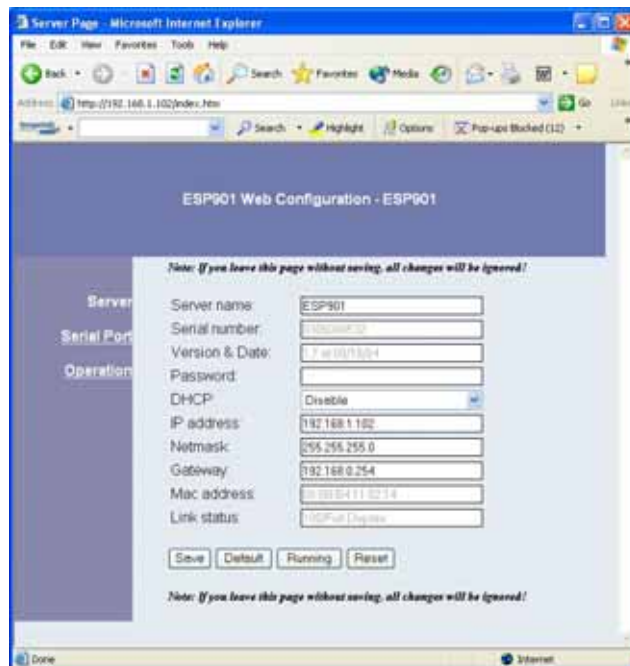 Server Page - Microsoft Internet Explorer
File Edit View Favorites Tools Help
Back Search Favorites Media
Address http://192.168.1.102/index.htm Go
Search Highlight Options Pop-ups Blocked (12)
ESP901 Web Configuration - ESP901
Note: If you leave this page without saving, all changes will be ignored!
Server
Serial Port
Operation
Server name: ESP901
Serial number:
Version & Date:
Password:
DHCP Disable
IP address 192.168.1.102
Netmask: 255.255.255.0
Gateway 192.168.0.254
Mac address:
Link status: 100/Full Duplex
Save Default Running Reset
Note: If you leave this page without saving, all changes will be ignored!
Done Internet